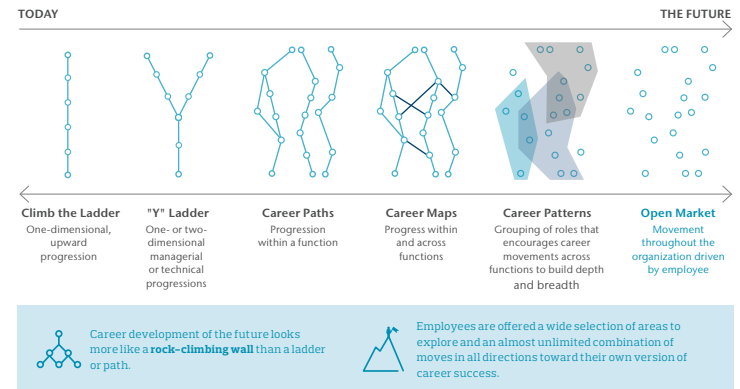 TODAY
THE FUTURE
Climb the Ladder
One-dimensional,
upward
progression
"Y" Ladder
One- or two-
dimensional
managerial
or technical
progressions
Career Paths
Progression
within a function
Career Maps
Progress within
and across
functions
Career Patterns
Grouping of roles that
encourages career
movements across
functions to build depth
and breadth
Open Market
Movement
throughout the
organization driven
by employee
Career development of the future looks
more like a rock-climbing wall than a ladder
or path.
Employees are offered a wide selection of areas to
explore and an almost unlimited combination of
moves in all directions toward their own version of
career success.